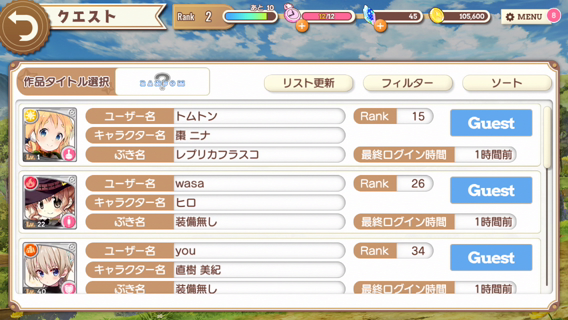 クエスト
Rank 2
あと 10
12/12
45
105,600
MENU
8
作品タイトル選択
RANDOM
?
リスト更新
フィルター
ソート
ユーザー名 トムトン Rank 15
キャラクター名 棗 ニナ
ぶき名 レプリカフラスコ 最終ログイン時間 1時間前
Lv. 1
Guest
ユーザー名 wasa Rank 26
キャラクター名 ヒロ
ぶき名 装備無し 最終ログイン時間 1時間前
Lv. 22
Guest
ユーザー名 you Rank 34
キャラクター名 直樹 美紀
ぶき名 装備無し 最終ログイン時間 1時間前
Guest